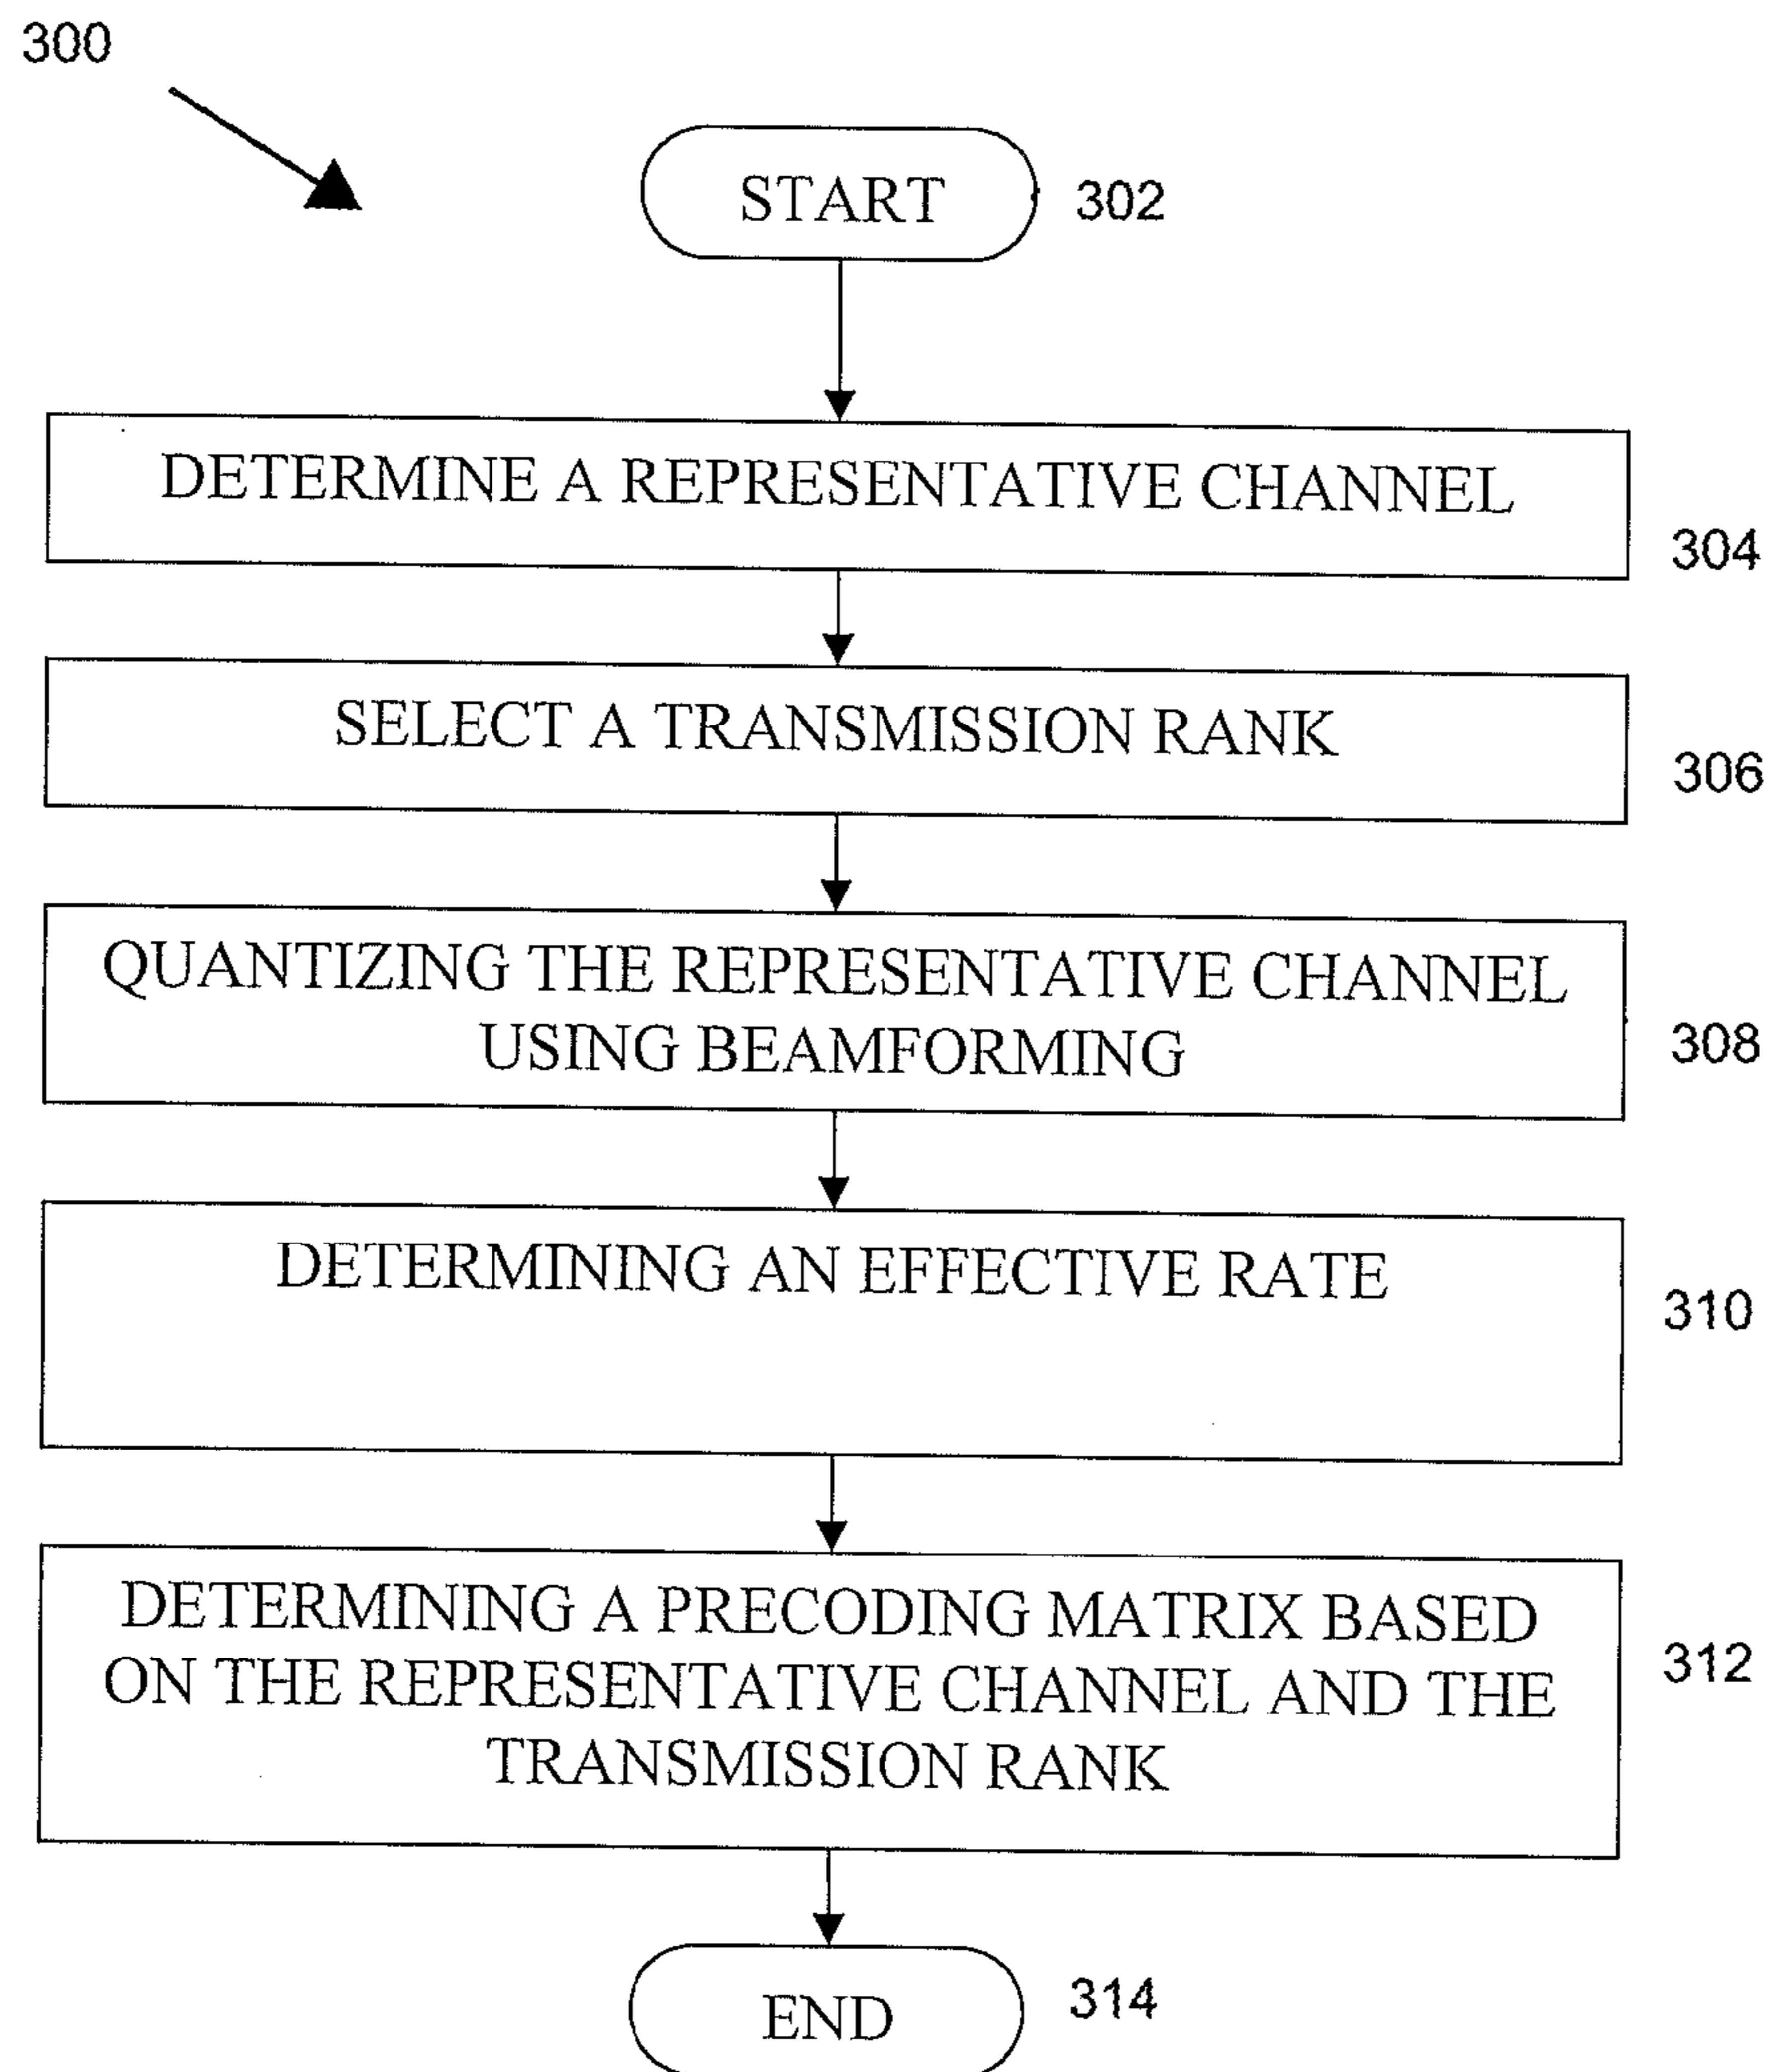 300
START
302
DETERMINE A REPRESENTATIVE CHANNEL
304
SELECT A TRANSMISSION RANK
306
QUANTIZING THE REPRESENTATIVE CHANNEL
USING BEAMFORMING
308
DETERMINING AN EFFECTIVE RATE
310
DETERMINING A PRECODING MATRIX BASED
ON THE REPRESENTATIVE CHANNEL AND THE
TRANSMISSION RANK
312
END
314